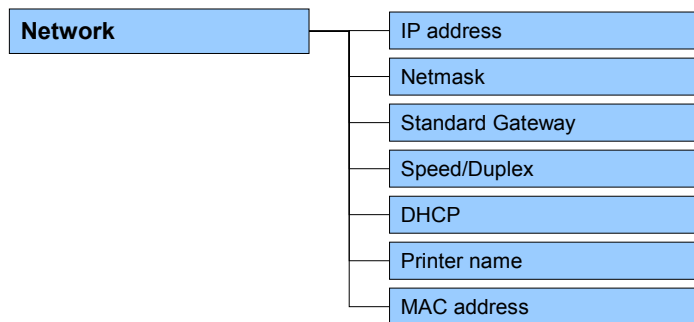 Network
IP address
Netmask
Standard Gateway
Speed/Duplex
DHCP
Printer name
MAC address